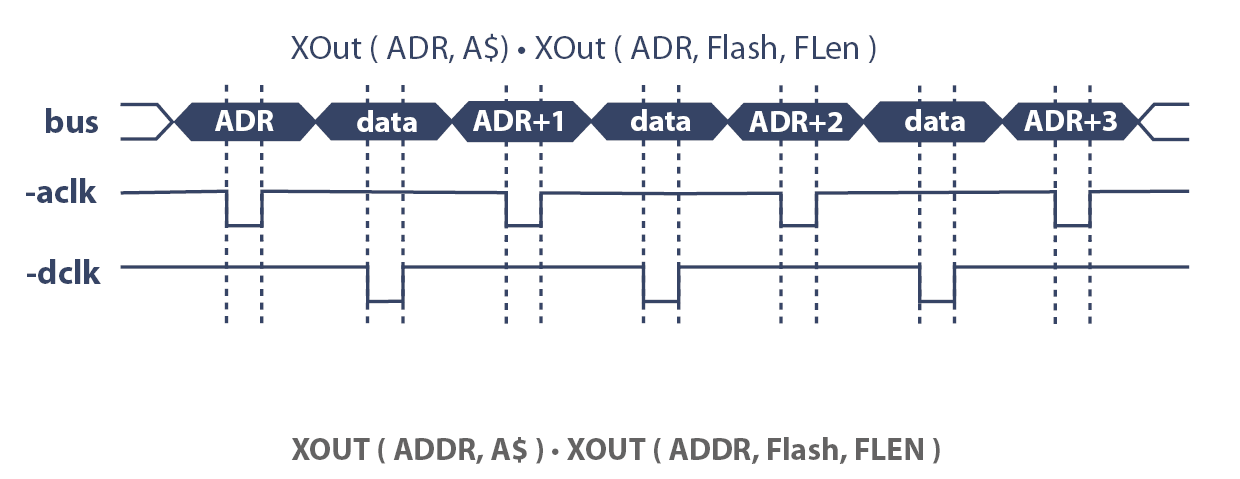 XOut ( ADR, A$) • XOut ( ADR, Flash, FLen )
bus ADR data ADR+1 data ADR+2 data ADR+3
-aclk
-dclk
XOUT ( ADDR, A$ ) • XOUT ( ADDR, Flash, FLEN )